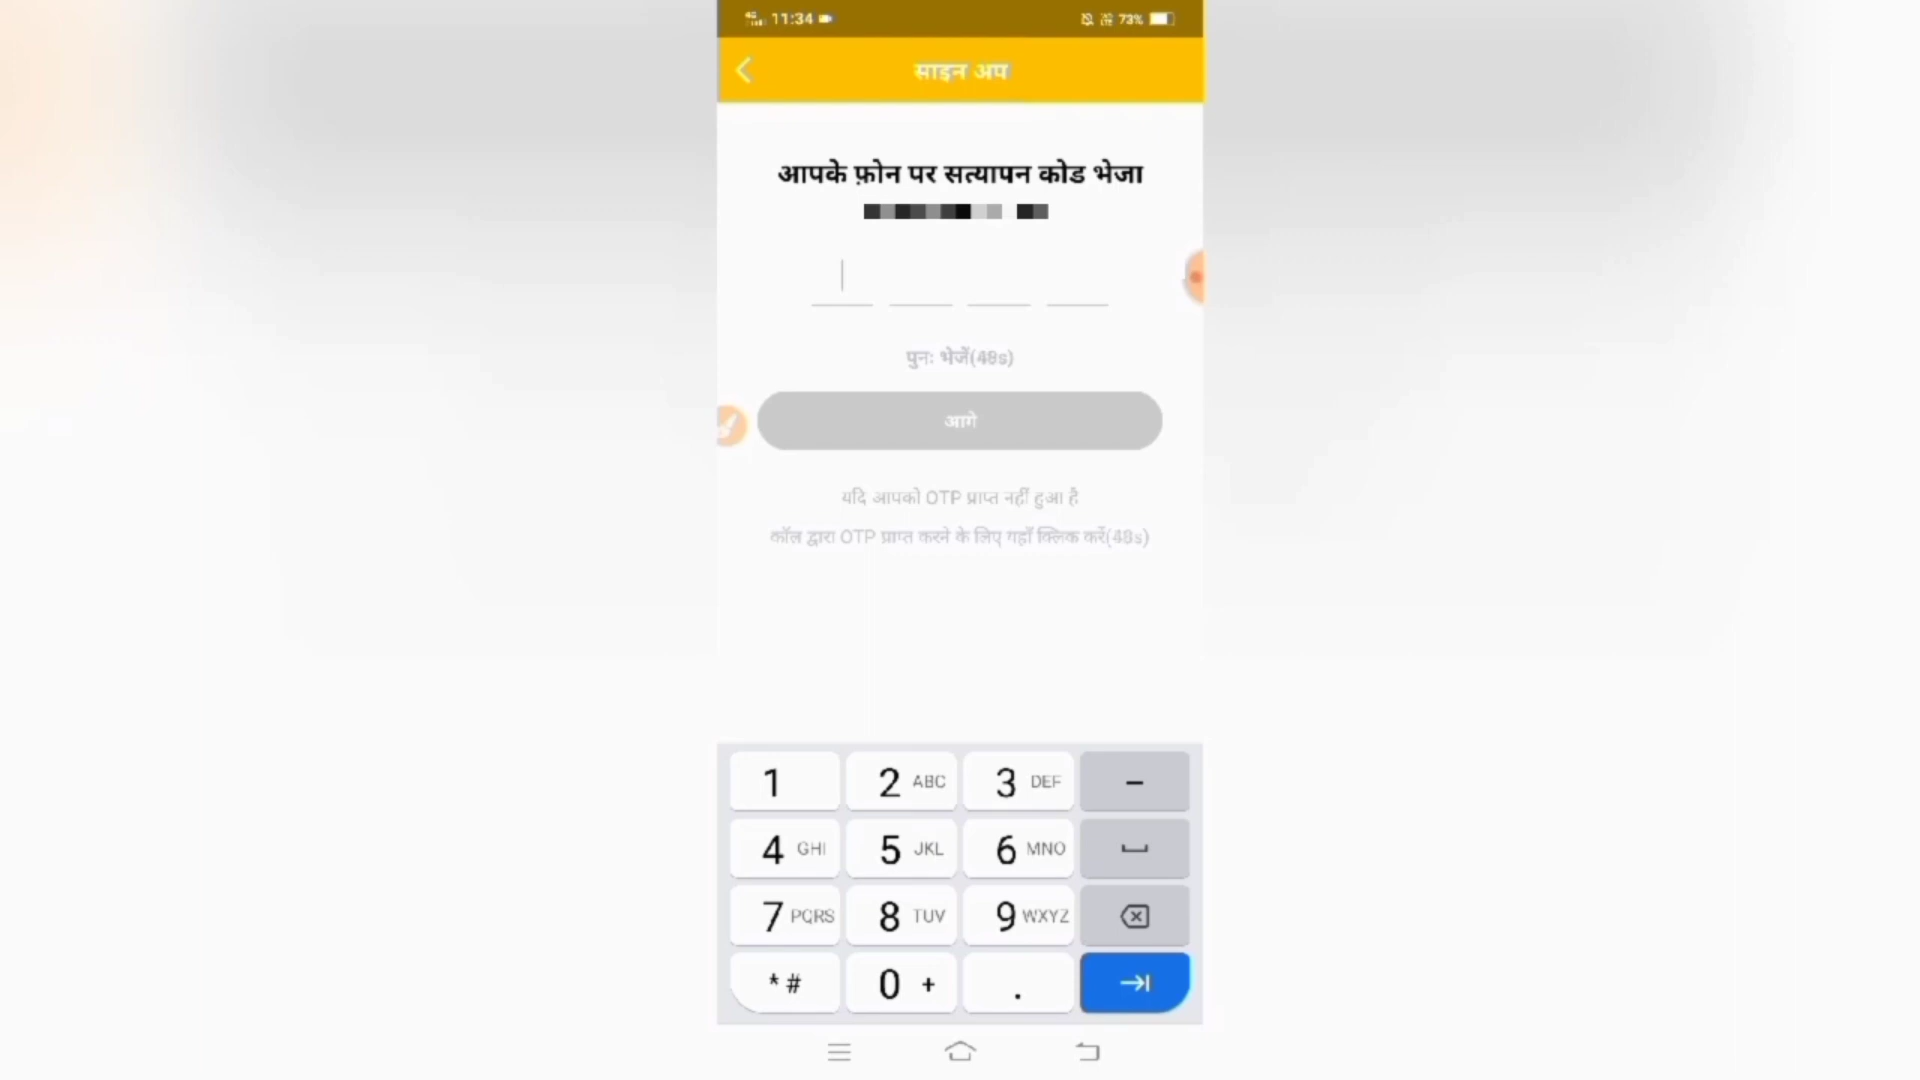 4G 11:34 73%
साइन अप
आपके फ़ोन पर सत्यापन कोड भेजा
पुनः भेजें(48s)
आगे
यदि आपको OTP प्राप्त नहीं हुआ है
कॉल द्वारा OTP प्राप्त करने के लिए यहाँ क्लिक करें(48s)
1 2 ABC 3 DEF -
4 GHI 5 JKL 6 MNO
7 PQRS 8 TUV 9 WXYZ
* # 0 + .